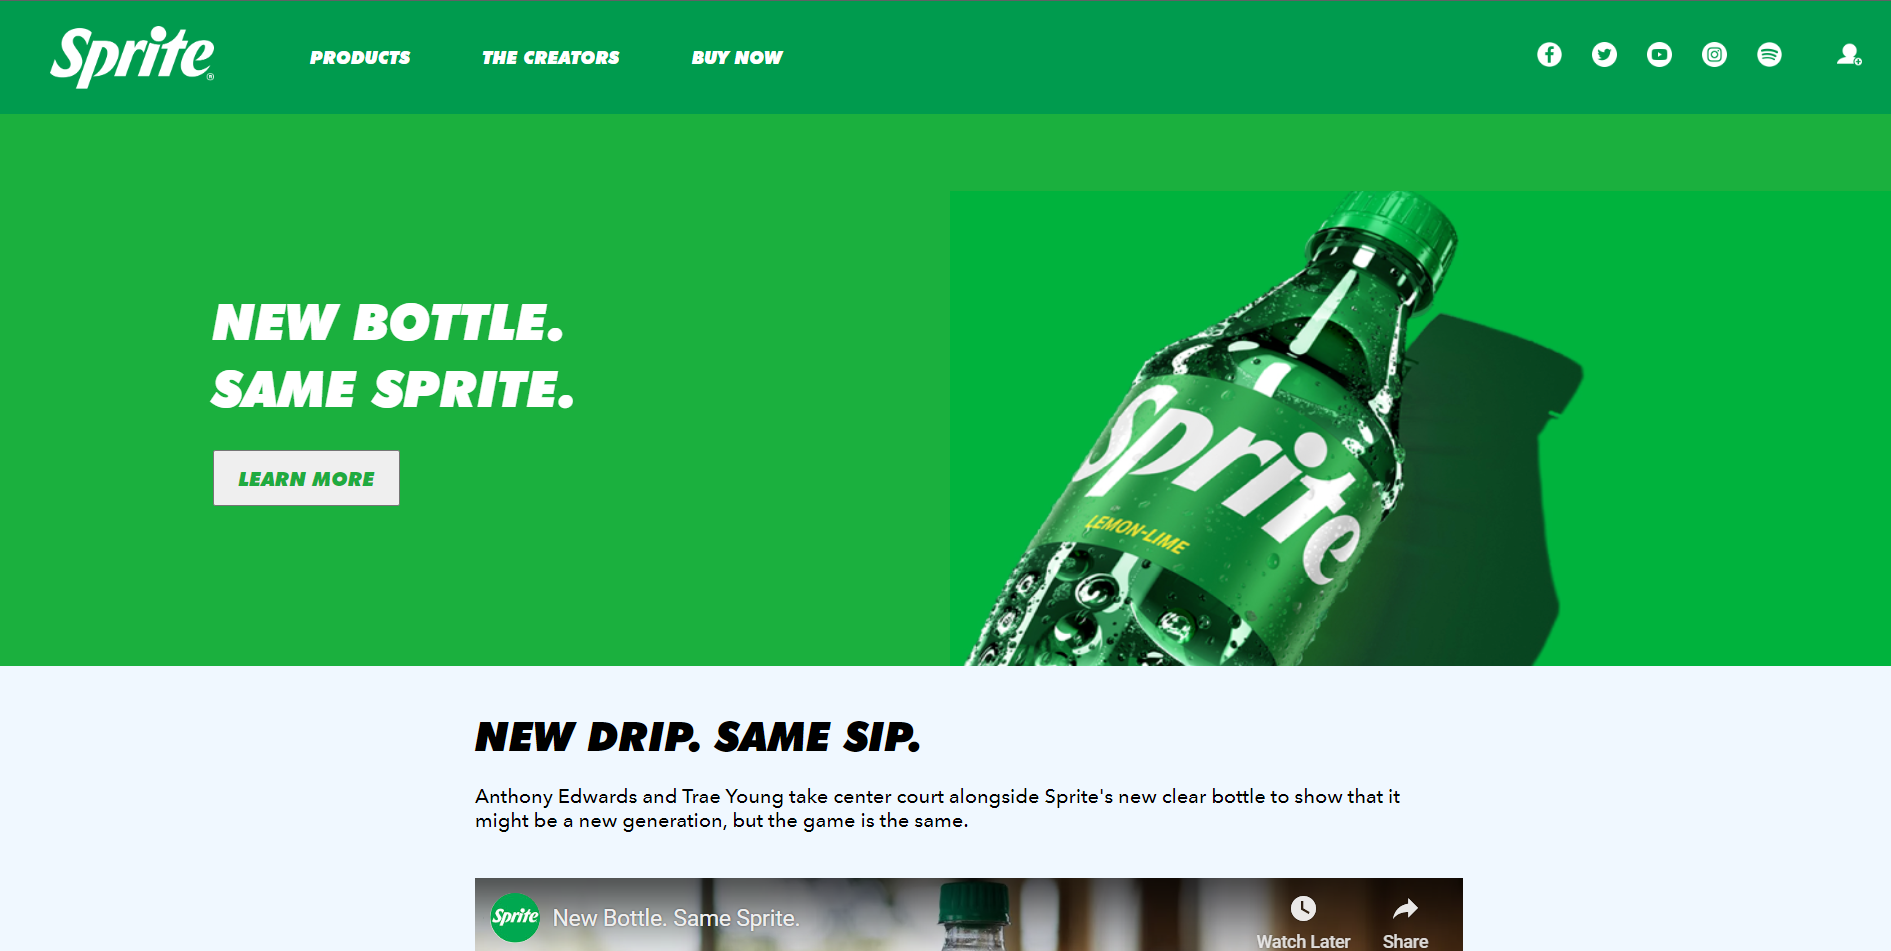 Sprite
PRODUCTS
THE CREATORS
BUY NOW
NEW BOTTLE.
SAME SPRITE.
LEARN MORE
Sprite
LEMON-LIME
NEW DRIP. SAME SIP.
Anthony Edwards and Trae Young take center court alongside Sprite's new clear bottle to show that it
might be a new generation, but the game is the same.
Sprite
New Bottle. Same Sprite.
Watch Later
Share